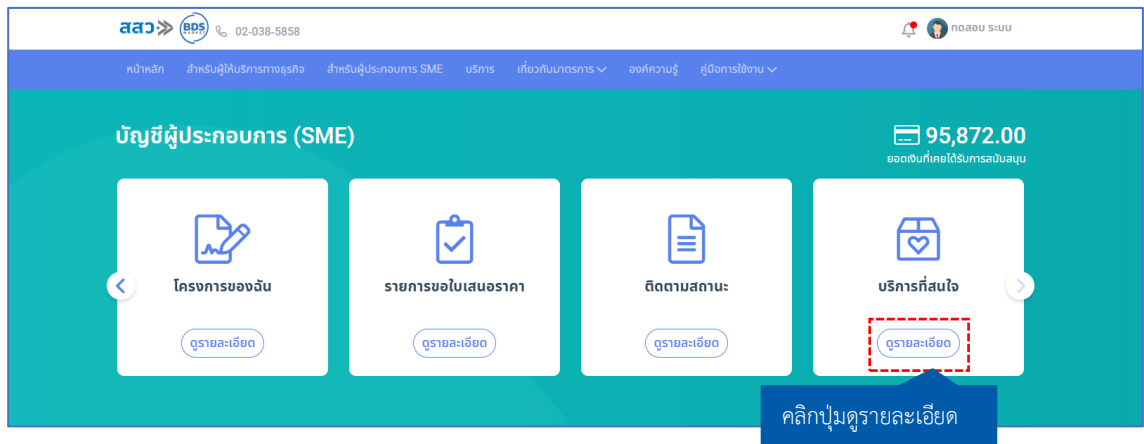 สสว. BDS MARKET 02-038-5858 ทดสอบ ระบบ
หน้าหลัก สำหรับผู้ให้บริการทางธุรกิจ สำหรับผู้ประกอบการ SME บริการ เกี่ยวกับมาตรการ องค์ความรู้ คู่มือการใช้งาน
บัญชีผู้ประกอบการ (SME) 95,872.00
ยอดเงินที่เคยได้รับการสนับสนุน
โครงการของฉัน รายการขอใบเสนอราคา ติดตามสถานะ บริการที่สนใจ
ดูรายละเอียด ดูรายละเอียด ดูรายละเอียด ดูรายละเอียด
คลิกปุ่มดูรายละเอียด